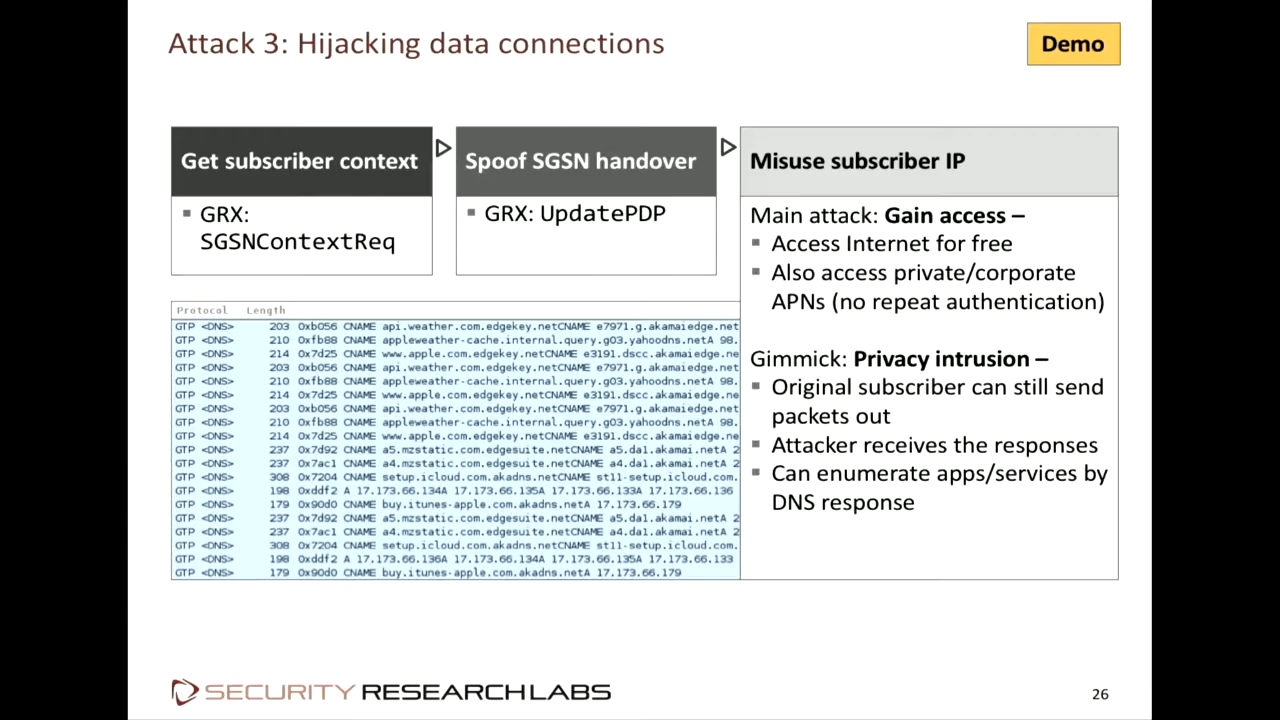 Attack 3: Hijacking data connections
Demo
Get subscriber context
GRX:
SGSNContextReq
Spoof SGSN handover
GRX: UpdatePDP
Misuse subscriber IP
Main attack: Gain access –
Access Internet for free
Also access private/corporate
APNs (no repeat authentication)
Gimmick: Privacy intrusion –
Original subscriber can still send
packets out
Attacker receives the responses
Can enumerate apps/services by
DNS response
Protocol Length
GTP <DNS> 203 0xb056 CNAME api.weather.com.edgekey.netCNAME e7971.g.akamaiedge.net
GTP <DNS> 210 0xfb88 CNAME appleweather-cache.internal.query.g03.yahoodns.netA 98.
GTP <DNS> 214 0x7d25 CNAME www.apple.com.edgekey.netCNAME e3191.dscc.akamaiedge.ne
GTP <DNS> 203 0xb056 CNAME api.weather.com.edgekey.netCNAME e7971.g.akamaiedge.net
GTP <DNS> 210 0xfb88 CNAME appleweather-cache.internal.query.g03.yahoodns.netA 98.
GTP <DNS> 214 0x7d25 CNAME www.apple.com.edgekey.netCNAME e3191.dscc.akamaiedge.ne
GTP <DNS> 203 0xb056 CNAME api.weather.com.edgekey.netCNAME e7971.g.akamaiedge.net
GTP <DNS> 210 0xfb88 CNAME appleweather-cache.internal.query.g03.yahoodns.netA 98.
GTP <DNS> 214 0x7d25 CNAME www.apple.com.edgekey.netCNAME e3191.dscc.akamaiedge.ne
GTP <DNS> 237 0x7d92 CNAME a5.mzstatic.com.edgesuite.netCNAME a5.da1.akamai.netA 2
GTP <DNS> 237 0x7ac1 CNAME a4.mzstatic.com.edgesuite.netCNAME a4.da1.akamai.netA 2
GTP <DNS> 308 0x7204 CNAME setup.icloud.com.akadns.netCNAME st11-setup.icloud.com.
GTP <DNS> 198 0xddf2 A 17.173.66.134A 17.173.66.135A 17.173.66.133A 17.173.66.136
GTP <DNS> 179 0x90d0 CNAME buy.itunes-apple.com.akadns.netA 17.173.66.179
GTP <DNS> 237 0x7d92 CNAME a5.mzstatic.com.edgesuite.netCNAME a5.da1.akamai.netA 2
GTP <DNS> 237 0x7ac1 CNAME a4.mzstatic.com.edgesuite.netCNAME a4.da1.akamai.netA 2
GTP <DNS> 308 0x7204 CNAME setup.icloud.com.akadns.netCNAME st11-setup.icloud.com.
GTP <DNS> 198 0xddf2 A 17.173.66.136A 17.173.66.134A 17.173.66.135A 17.173.66.133
GTP <DNS> 179 0x90d0 CNAME buy.itunes-apple.com.akadns.netA 17.173.66.179
SECURITY RESEARCH LABS
26